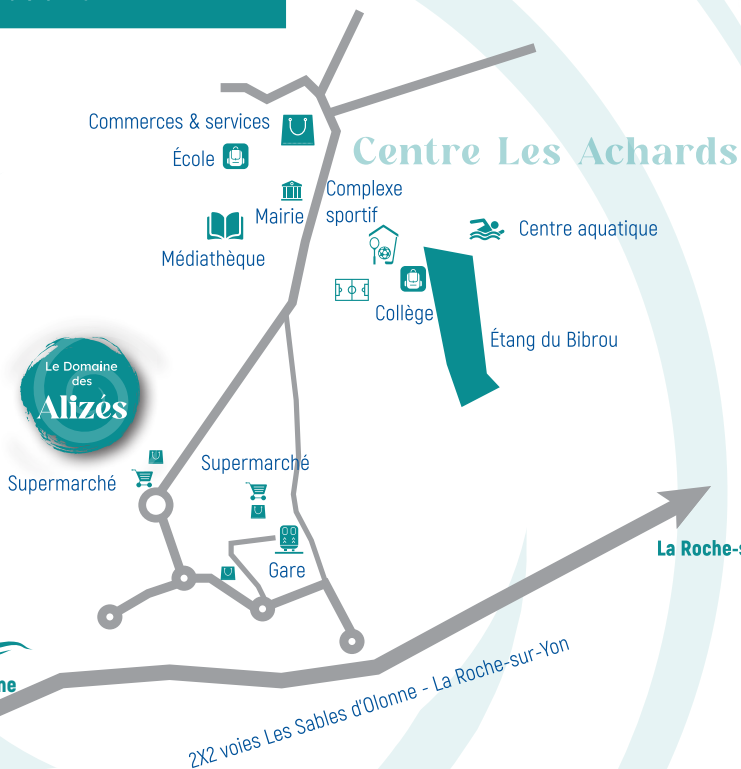 Commerces & services
École
Centre Les Achards
Mairie
Complexe
sportif
Médiathèque
Centre aquatique
Collège
Étang du Bibrou
Le Domaine
des
Alizés
Supermarché
Supermarché
Gare
La Roche-s
2X2 voies Les Sables d'Olonne - La Roche-sur-Yon
ne